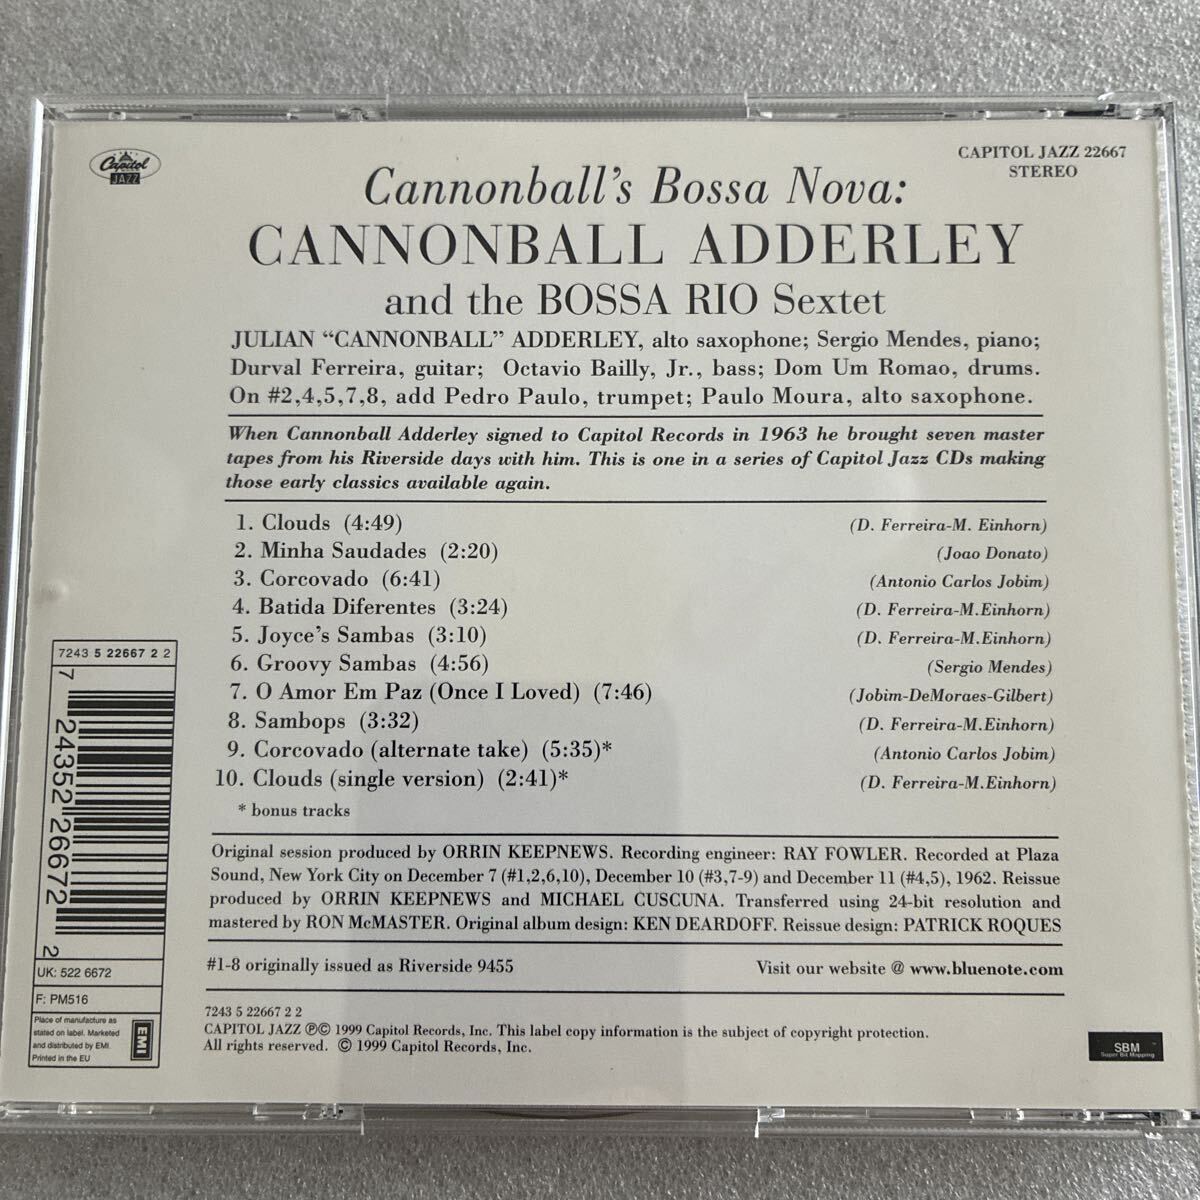 Capitol
JAZZ
CAPITOL JAZZ 22667
STEREO
Cannonball's Bossa Nova:
CANNONBALL ADDERLEY
and the BOSSA RIO Sextet
JULIAN “CANNONBALL” ADDERLEY, alto saxophone; Sergio Mendes, piano;
Durval Ferreira, guitar; Octavio Bailly, Jr., bass; Dom Um Romao, drums.
On #2,4,5,7,8, add Pedro Paulo, trumpet; Paulo Moura, alto saxophone.
When Cannonball Adderley signed to Capitol Records in 1963 he brought seven master
tapes from his Riverside days with him. This is one in a series of Capitol Jazz CDs making
those early classics available again.
1. Clouds (4:49) (D. Ferreira-M. Einhorn)
2. Minha Saudades (2:20) (Joao Donato)
3. Corcovado (6:41) (Antonio Carlos Jobim)
4. Batida Diferentes (3:24) (D. Ferreira-M.Einhorn)
5. Joyce's Sambas (3:10) (D. Ferreira-M.Einhorn)
6. Groovy Sambas (4:56) (Sergio Mendes)
7. O Amor Em Paz (Once I Loved) (7:46) (Jobim-DeMoraes-Gilbert)
8. Sambops (3:32) (D. Ferreira-M.Einhorn)
9. Corcovado (alternate take) (5:35)* (Antonio Carlos Jobim)
10. Clouds (single version) (2:41)* (D. Ferreira-M. Einhorn)
* bonus tracks
Original session produced by ORRIN KEEPNEWS. Recording engineer: RAY FOWLER. Recorded at Plaza
Sound, New York City on December 7 (#1,2,6,10), December 10 (#3,7-9) and December 11 (#4,5), 1962. Reissue
produced by ORRIN KEEPNEWS and MICHAEL CUSCUNA. Transferred using 24-bit resolution and
mastered by RON McMASTER. Original album design: KEN DEARDOFF. Reissue design: PATRICK ROQUES
#1-8 originally issued as Riverside 9455 Visit our website @ www.bluenote.com
7243 5 22667 2 2
CAPITOL JAZZ ℗© 1999 Capitol Records, Inc. This label copy information is the subject of copyright protection.
All rights reserved. © 1999 Capitol Records, Inc.
7243 5 22667 2 2
7 24352 26672 2
UK: 522 6672
F: PM516
Place of manufacture as
stated on label. Marketed
and distributed by EMI.
Printed in the EU
EMI
SBM
Super Bit Mapping